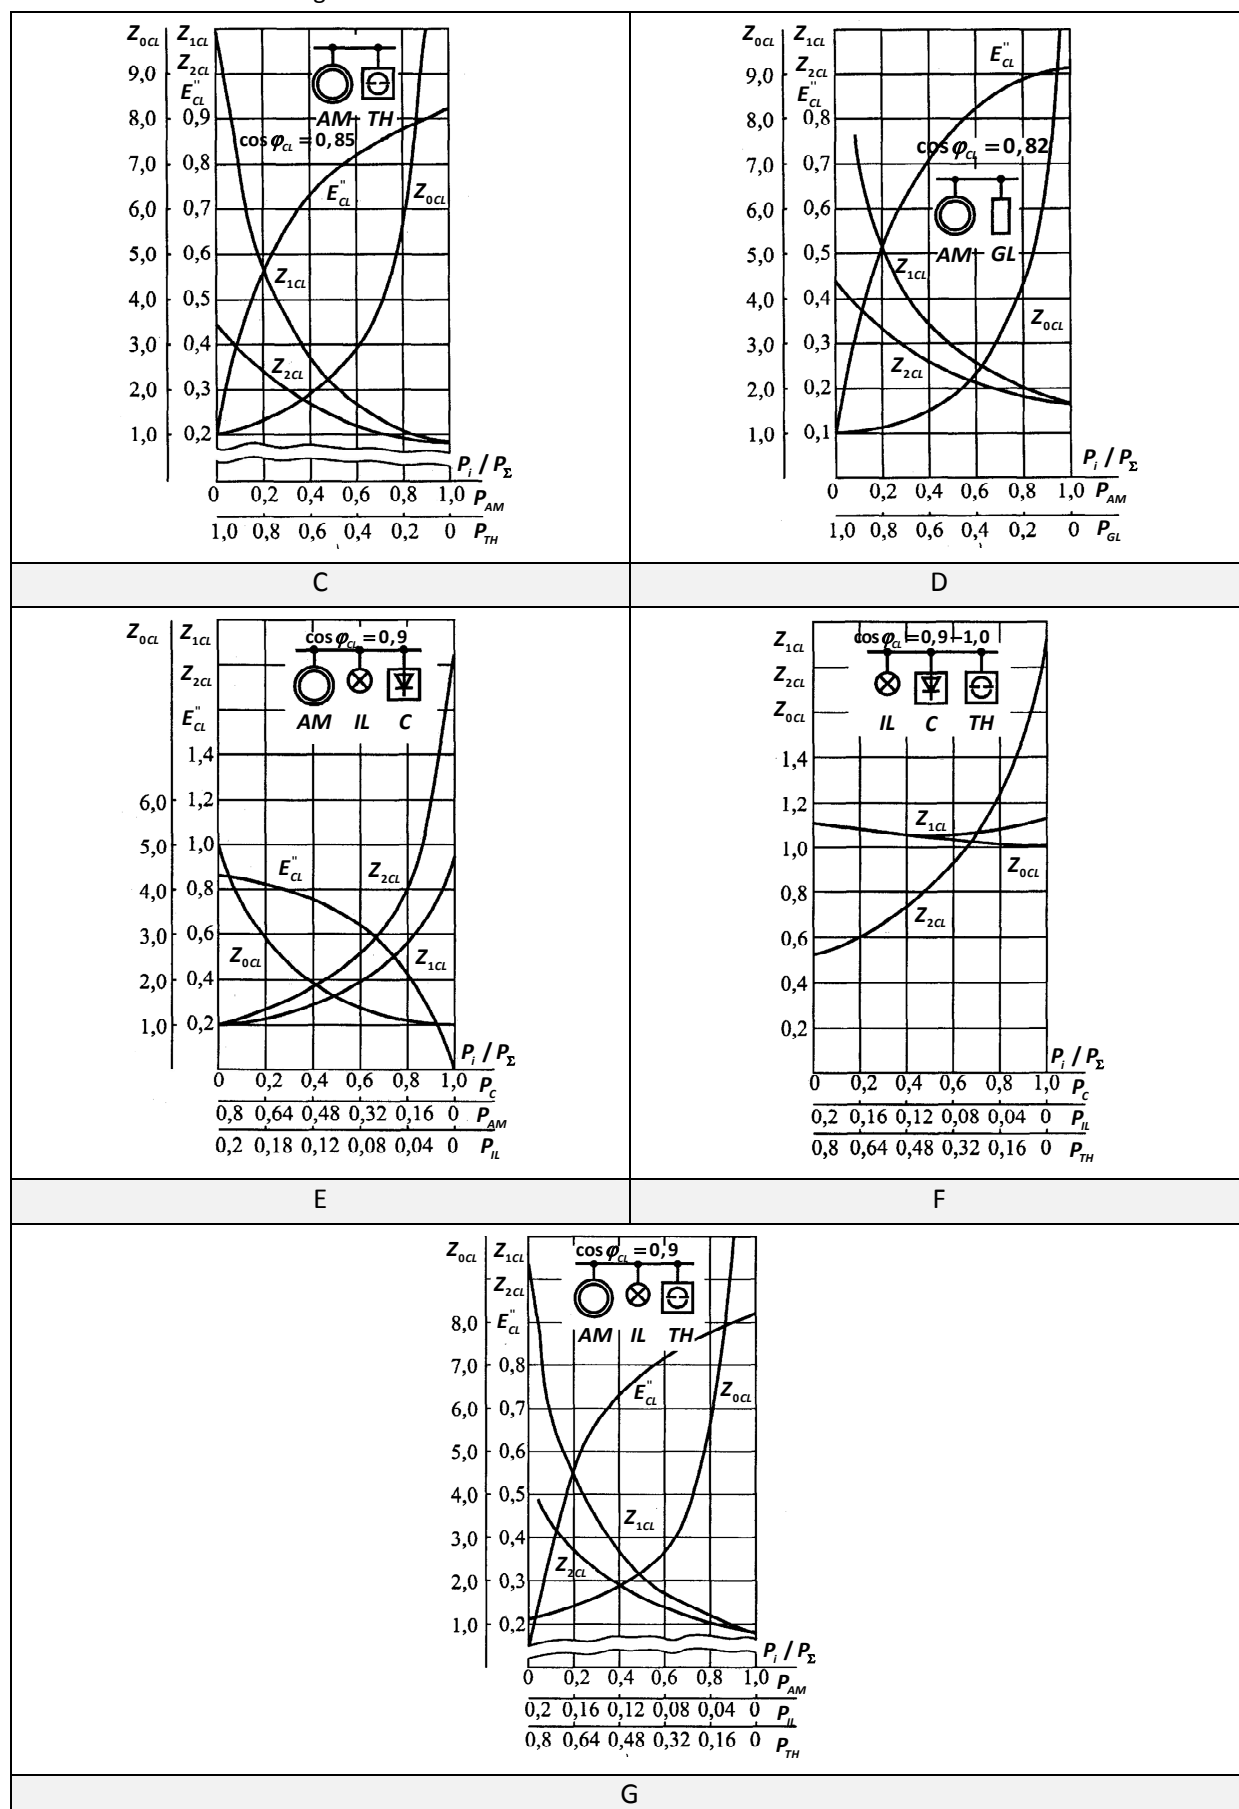 Z0CL Z1CL
Z2CL
E''CL
9,0
8,0 0,9
7,0 0,8
6,0 0,7
5,0 0,6
4,0 0,5
3,0 0,4
2,0 0,3
1,0 0,2
AM TH
cos φCL = 0,85
E''CL
Z0CL
Z1CL
Z2CL
Pi / PΣ
0 0,2 0,4 0,6 0,8 1,0 PAM
1,0 0,8 0,6 0,4 0,2 0 PTH
C
Z0CL Z1CL
Z2CL
E''CL
9,0
8,0 0,8
7,0 0,7
6,0 0,6
5,0 0,5
4,0 0,4
3,0 0,3
2,0 0,2
1,0 0,1
E''CL
cos φCL = 0,82
AM GL
Z1CL
Z0CL
Z2CL
Pi / PΣ
0 0,2 0,4 0,6 0,8 1,0 PAM
1,0 0,8 0,6 0,4 0,2 0 PGL
D
Z0CL Z1CL
Z2CL
E''CL
1,4
6,0 1,2
5,0 1,0
4,0 0,8
3,0 0,6
2,0 0,4
1,0 0,2
cos φCL = 0,9
AM IL C
E''CL
Z2CL
Z0CL
Z1CL
Pi / PΣ
0 0,2 0,4 0,6 0,8 1,0 PC
0,8 0,64 0,48 0,32 0,16 0 PAM
0,2 0,18 0,12 0,08 0,04 0 PIL
E
Z1CL
Z2CL
Z0CL
1,4
1,2
1,0
0,8
0,6
0,4
0,2
cos φCL = 0,9–1,0
IL C TH
Z1CL
Z0CL
Z2CL
Pi / PΣ
0 0,2 0,4 0,6 0,8 1,0 PC
0,2 0,16 0,12 0,08 0,04 0 PIL
0,8 0,64 0,48 0,32 0,16 0 PTH
F
Z0CL Z1CL
Z2CL
E''CL
8,0
7,0 0,8
6,0 0,7
5,0 0,6
4,0 0,5
3,0 0,4
2,0 0,3
1,0 0,2
cos φCL = 0,9
AM IL TH
E''CL
Z0CL
Z1CL
Z2CL
Pi / PΣ
0 0,2 0,4 0,6 0,8 1,0 PAM
0,2 0,16 0,12 0,08 0,04 0 PIL
0,8 0,64 0,48 0,32 0,16 0 PTH
G